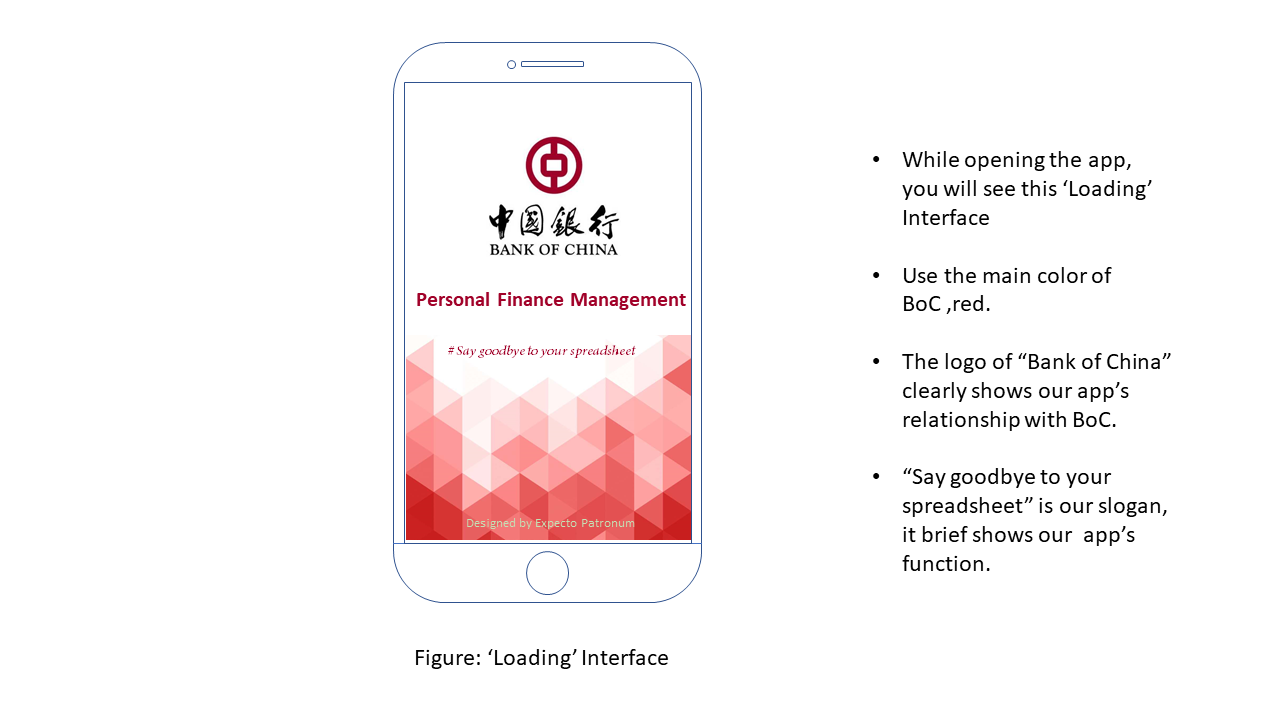 中国銀行
BANK OF CHINA
Personal Finance Management
# Say goodbye to your spreadsheet
Designed by Expecto Patronum
Figure: ‘Loading’ Interface
• While opening the app,
you will see this ‘Loading’
Interface
• Use the main color of
BoC ,red.
• The logo of “Bank of China”
clearly shows our app’s
relationship with BoC.
• “Say goodbye to your
spreadsheet” is our slogan,
it brief shows our app’s
function.